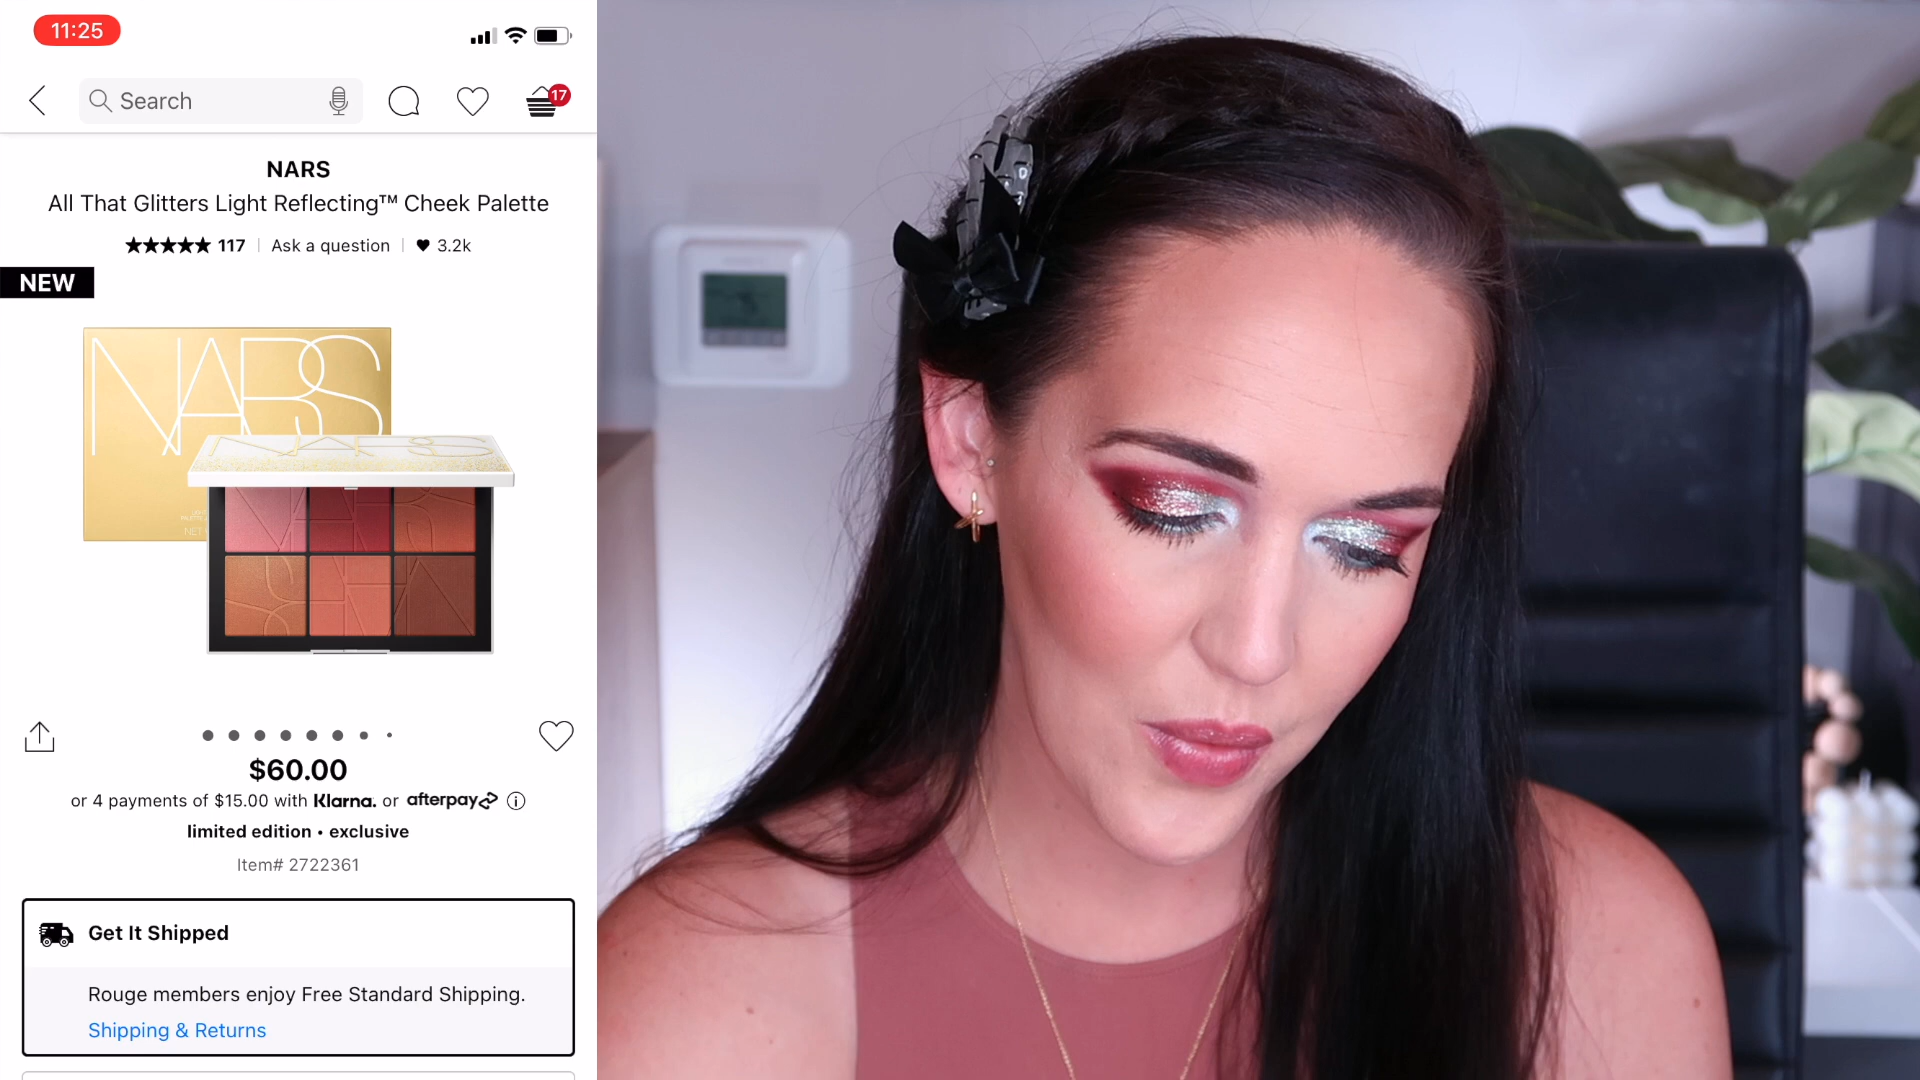 11:25
Search
17
NARS
All That Glitters Light Reflecting™ Cheek Palette
★★★★★ 117 | Ask a question | ♥ 3.2k
NEW
NARS
NARS
$60.00
or 4 payments of $15.00 with Klarna. or afterpay
limited edition • exclusive
Item# 2722361
Get It Shipped
Rouge members enjoy Free Standard Shipping.
Shipping & Returns